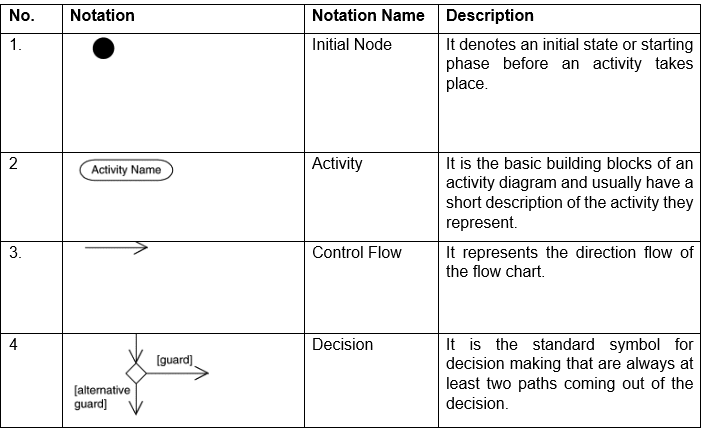 No. Notation Notation Name Description
1. Initial Node It denotes an initial state or starting
phase before an activity takes
place.
2 Activity Name Activity It is the basic building blocks of an
activity diagram and usually have a
short description of the activity they
represent.
3. Control Flow It represents the direction flow of
the flow chart.
4 Decision It is the standard symbol for
[guard] decision making that are always at
least two paths coming out of the
[alternative decision.
guard]